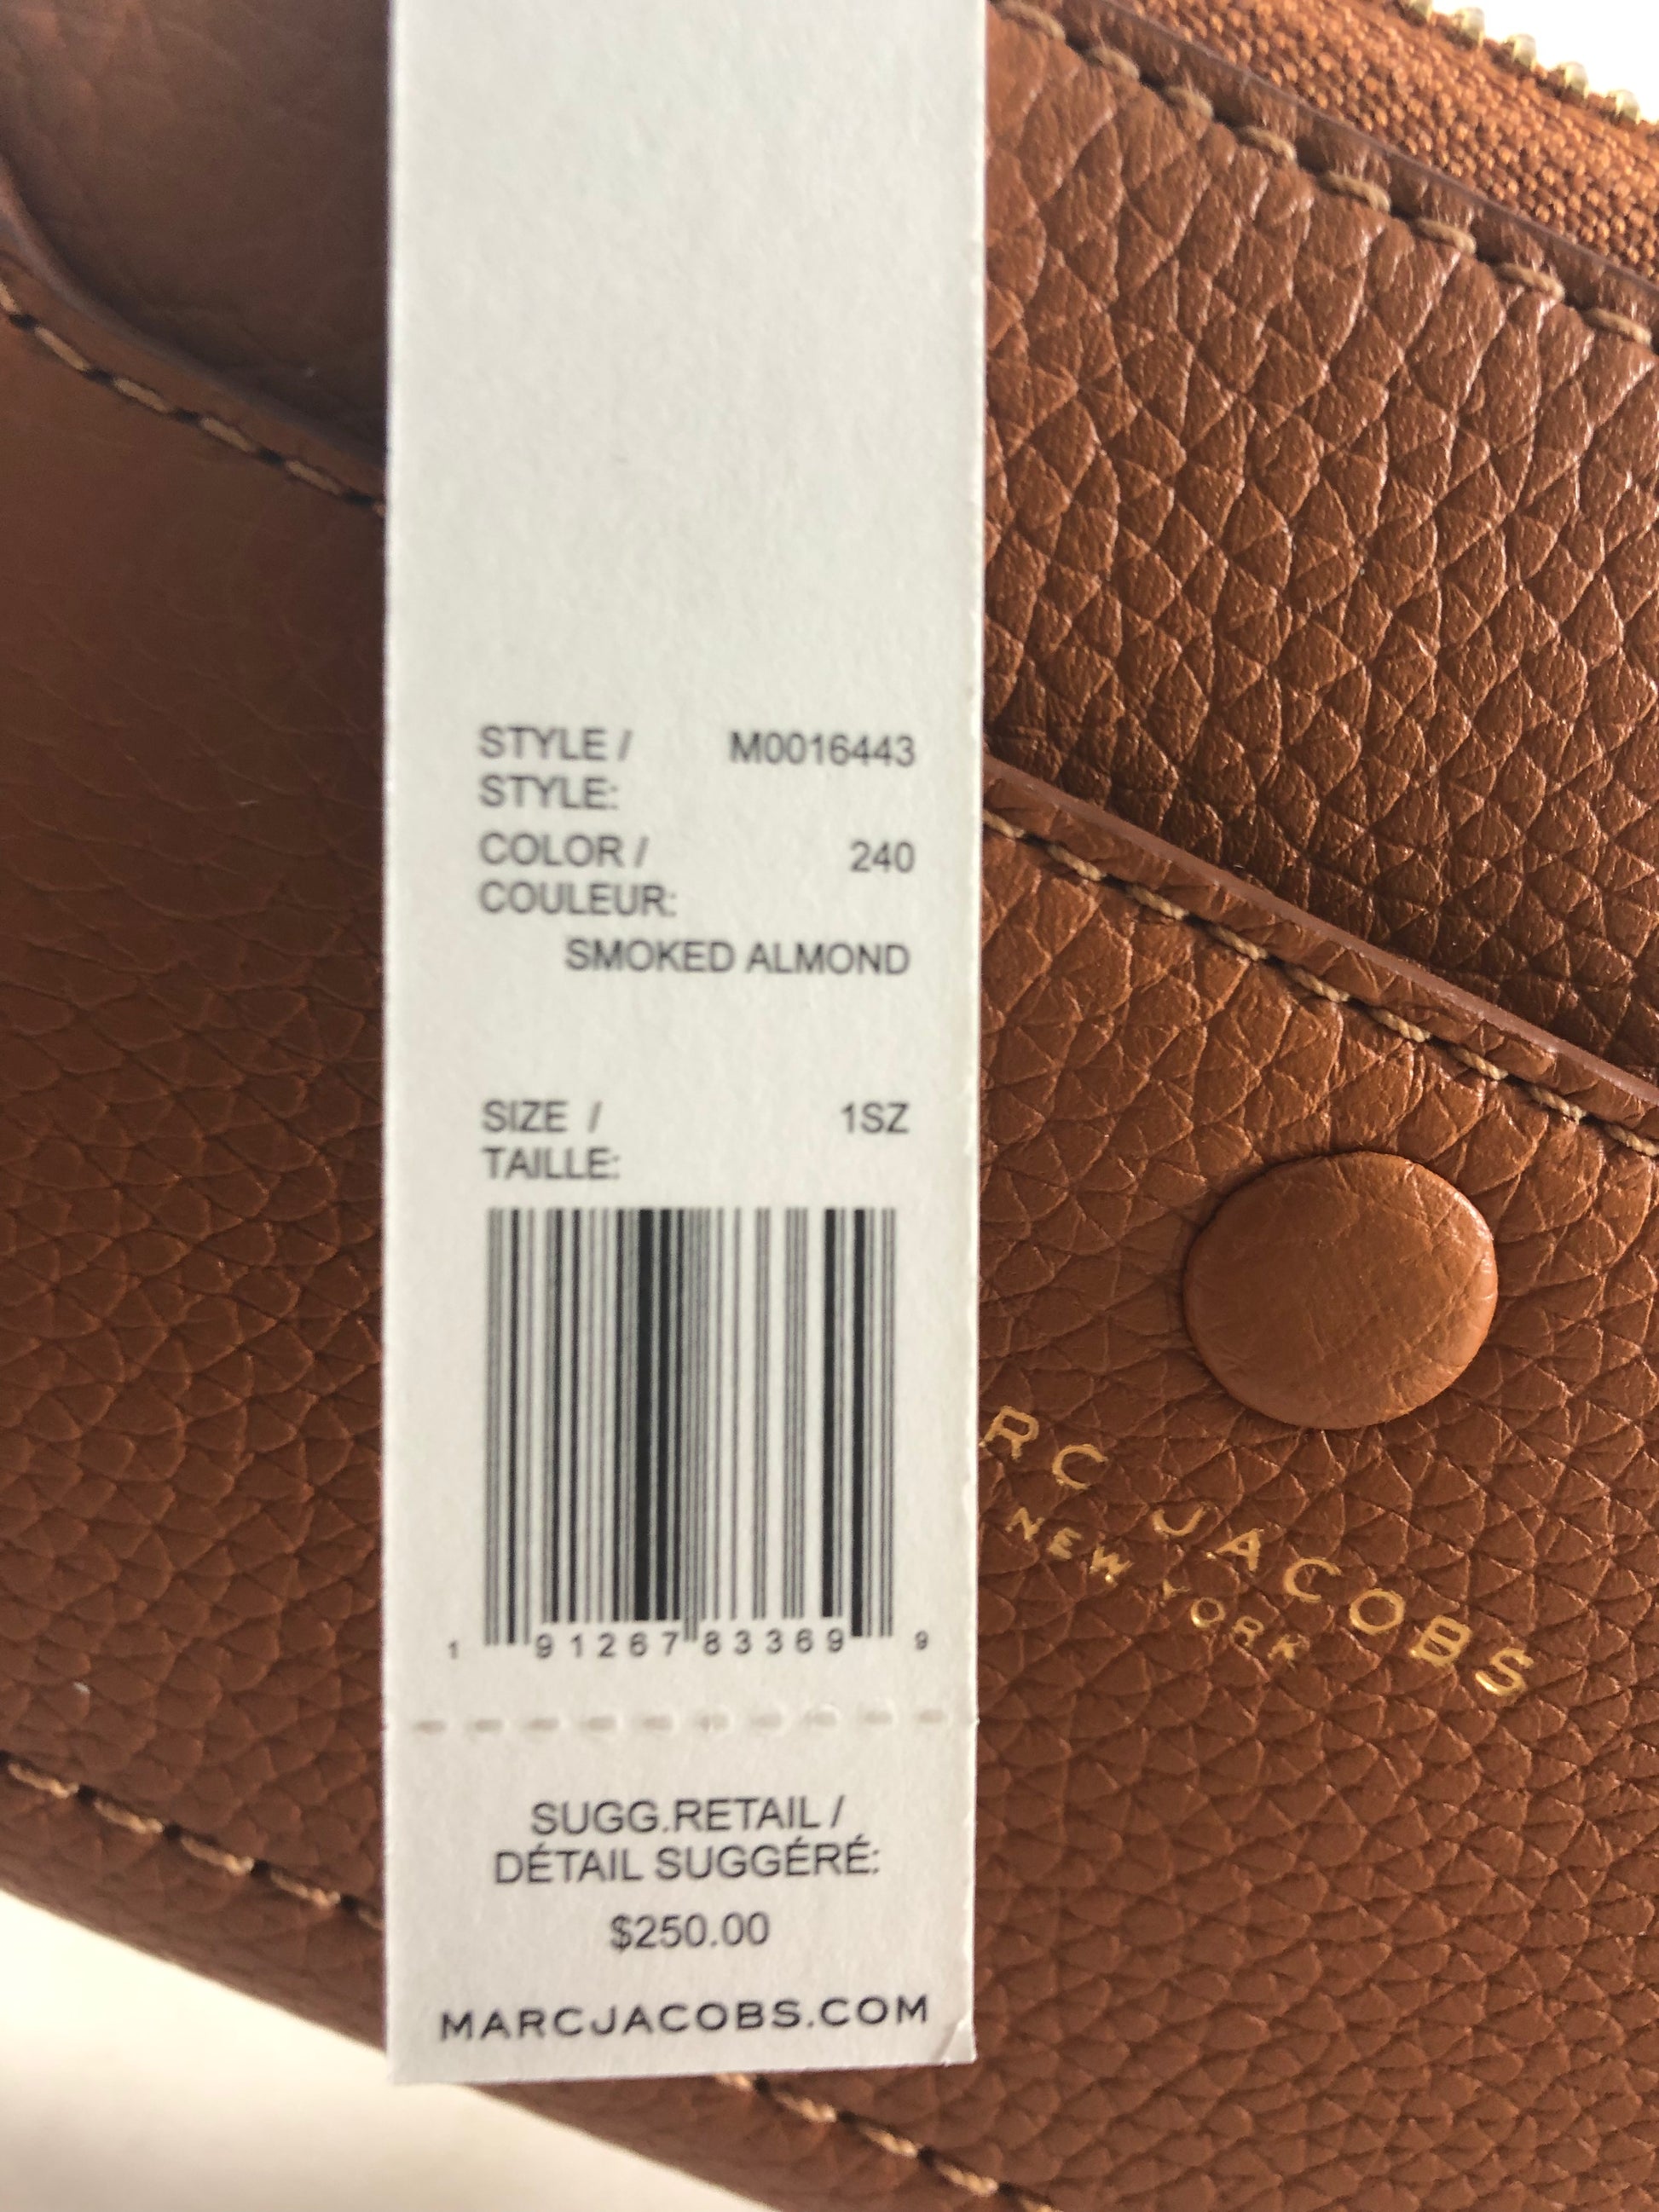 STYLE / M0016443
STYLE:
COLOR / 240
COULEUR:
SMOKED ALMOND
SIZE / 1SZ
TAILLE:
1 91267 83369 9
SUGG.RETAIL /
DÉTAIL SUGGÉRÉ:
$250.00
MARCJACOBS.COM
RC JACOBS
NEW YORK